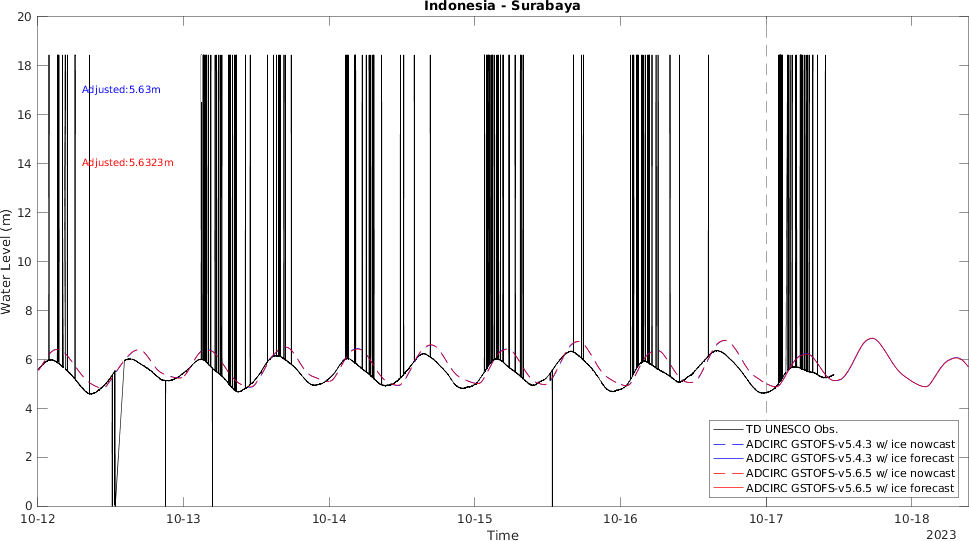 Indonesia - Surabaya
20
18
16
14
12
10
8
6
4
2
0
Water Level (m)
Adjusted:5.63m
Adjusted:5.6323m
TD UNESCO Obs.
ADCIRC GSTOFS-v5.4.3 w/ ice nowcast
ADCIRC GSTOFS-v5.4.3 w/ ice forecast
ADCIRC GSTOFS-v5.6.5 w/ ice nowcast
ADCIRC GSTOFS-v5.6.5 w/ ice forecast
10-12 10-13 10-14 10-15 10-16 10-17 10-18
Time
2023